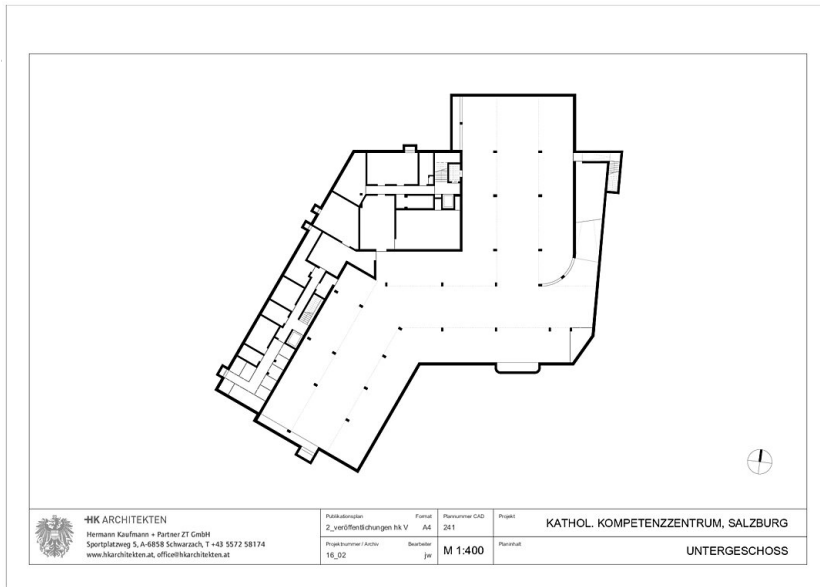 HK ARCHITEKTEN
Hermann Kaufmann + Partner ZT GmbH
Sportplatzweg 5, A-6858 Schwarzach, T +43 5572 58174
www.hkarchitekten.at, office@hkarchitekten.at
Publikationsplan Format
2_veröffentlichungen hk V A4
Projektnummer / Archiv Bearbeiter
16_02 jw
Plannummer CAD
241
M 1:400
Projekt
KATHOL. KOMPETENZZENTRUM, SALZBURG
Planinhalt
UNTERGESCHOSS